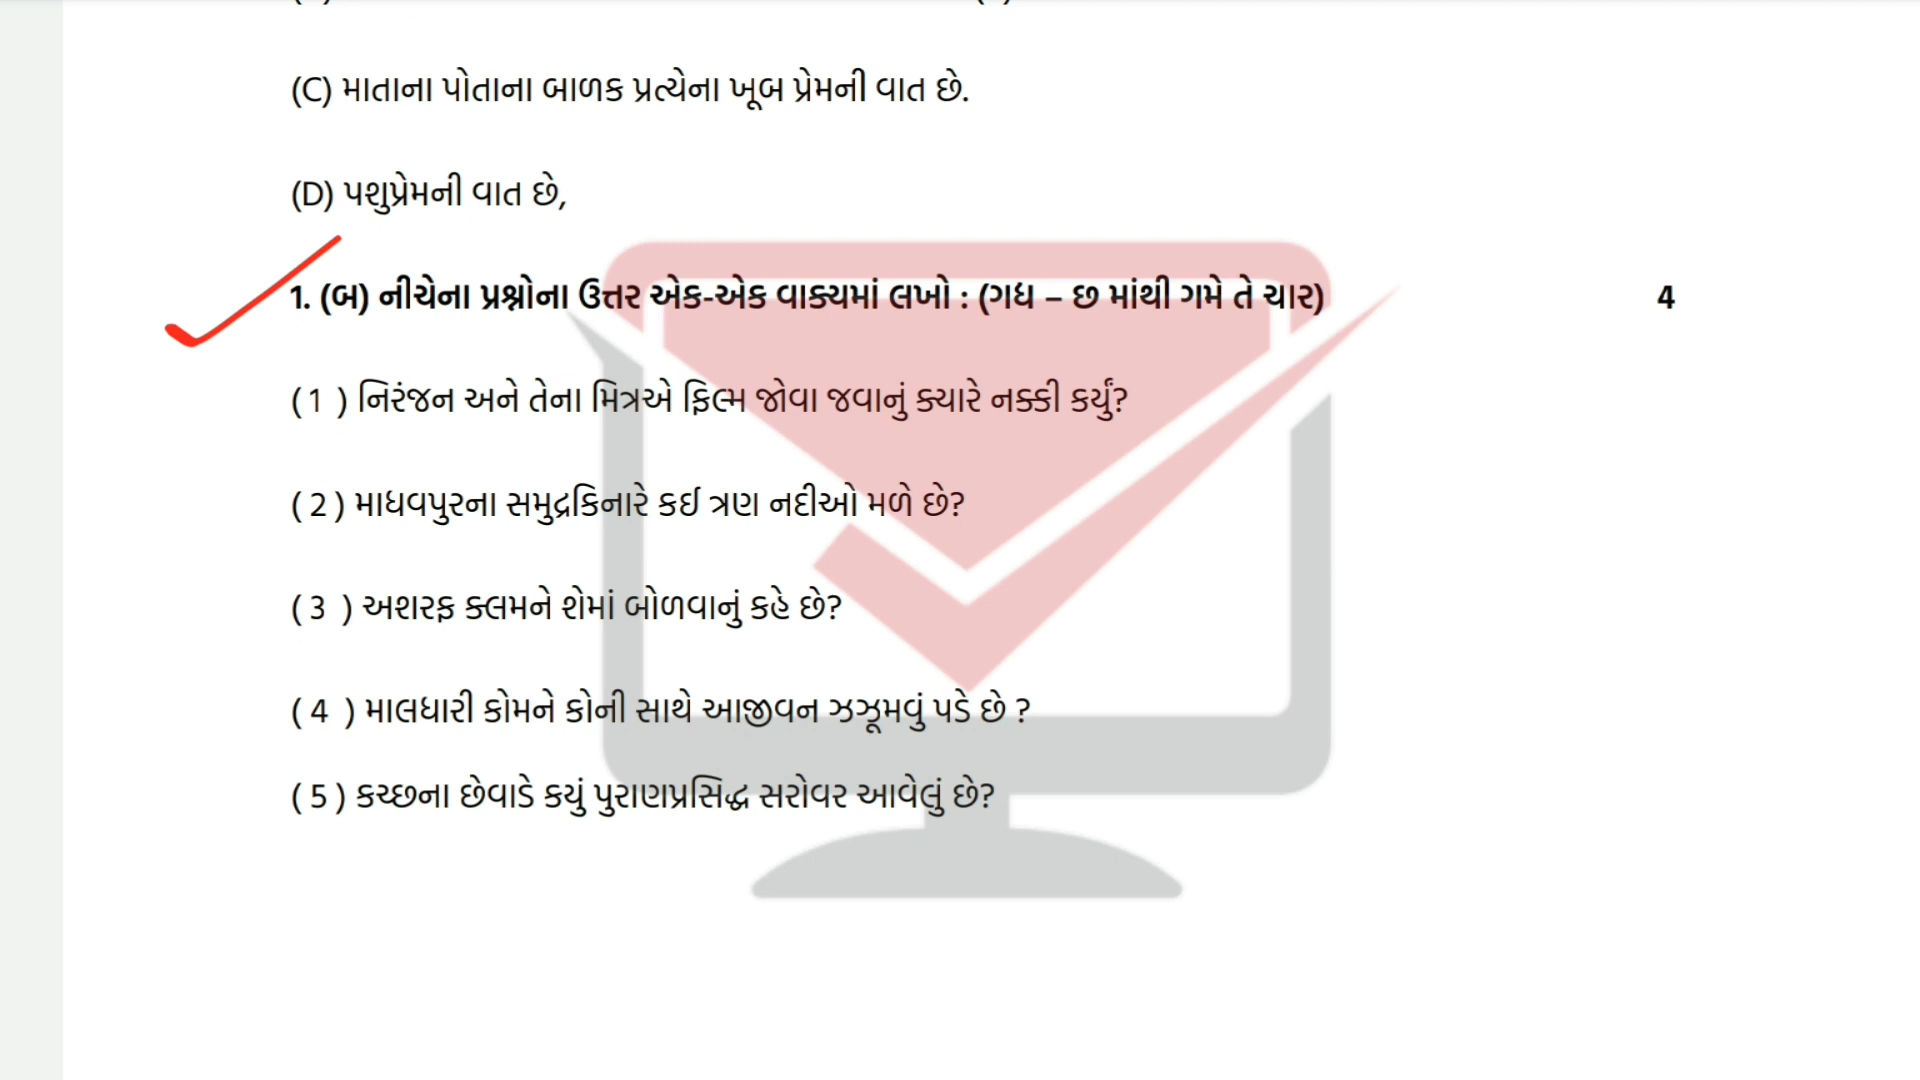 (C) માતાના પોતાના બાળક પ્રત્યેના ખૂબ પ્રેમની વાત છે.
(D) પશુપ્રેમની વાત છે,
1. (બ) નીચેના પ્રશ્નોના ઉત્તર એક-એક વાક્યમાં લખો : (ગદ્ય – છ માંથી ગમે તે ચાર) 4
( 1 ) નિરંજન અને તેના મિત્રએ ફિલ્મ જોવા જવાનું ક્યારે નક્કી કર્યું?
( 2 ) માધવપુરના સમુદ્રકિનારે કઈ ત્રણ નદીઓ મળે છે?
( 3 ) અશરફ ક્લમને શેમાં બોળવાનું કહે છે?
( 4 ) માલધારી કોમને કોની સાથે આજીવન ઝઝૂમવું પડે છે ?
( 5 ) કચ્છના છેવાડે કયું પુરાણપ્રસિદ્ધ સરોવર આવેલું છે?